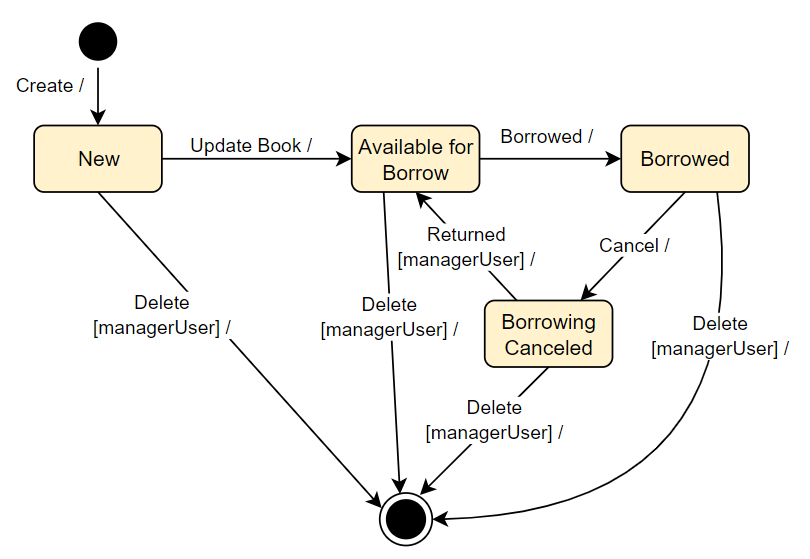 Create /
New
Update Book /
Available for
Borrow
Borrowed /
Borrowed
Returned
[managerUser] /
Cancel /
Delete
[managerUser] /
Delete
[managerUser] /
Borrowing
Canceled
Delete
[managerUser] /
Delete
[managerUser] /